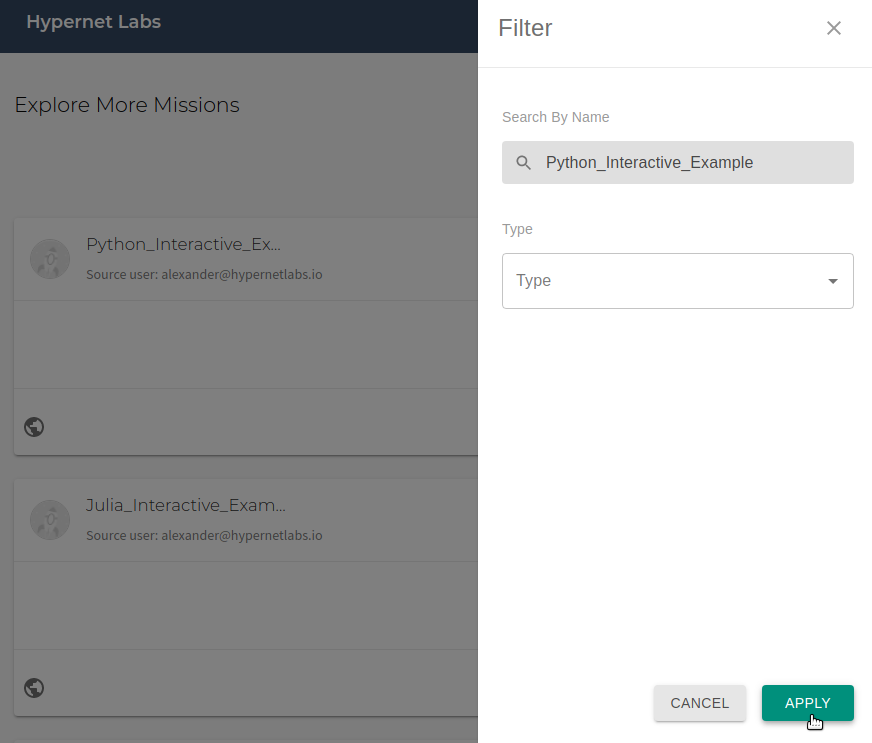 Hypernet Labs
Explore More Missions
Python_Interactive_Ex...
Source user: alexander@hypernetlabs.io
Julia_Interactive_Exam...
Source user: alexander@hypernetlabs.io
Filter
Search By Name
Python_Interactive_Example
Type
Type
CANCEL
APPLY